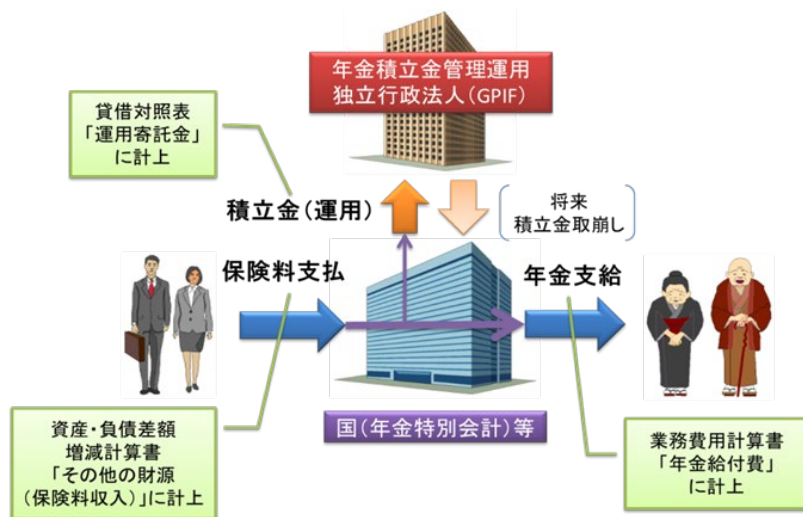 年金積立金管理運用
独立行政法人(GPIF)
貸借対照表
「運用寄託金」
に計上
積立金(運用)
将来
積立金取崩し
保険料支払
年金支給
資産・負債差額
増減計算書
「その他の財源
(保険料収入)」に計上
国(年金特別会計)等
業務費用計算書
「年金給付費」
に計上